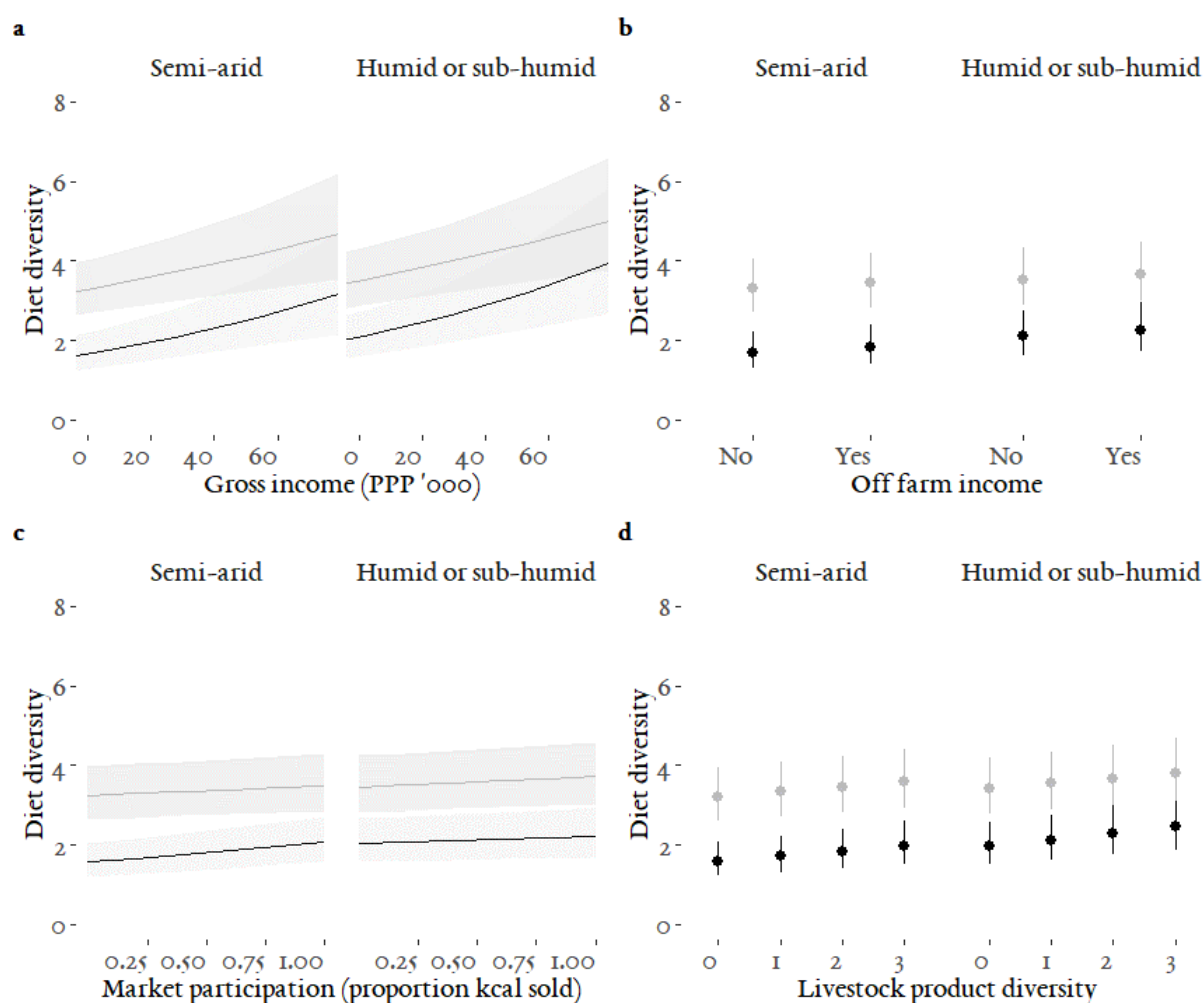 a
Semi-arid Humid or sub-humid
8
6
4
2
0
Diet diversity
0 20 40 60 0 20 40 60
Gross income (PPP '000)
b
Semi-arid Humid or sub-humid
8
6
4
2
0
Diet diversity
No Yes No Yes
Off farm income
c
Semi-arid Humid or sub-humid
8
6
4
2
0
Diet diversity
0.25 0.50 0.75 1.00 0.25 0.50 0.75 1.00
Market participation (proportion kcal sold)
d
Semi-arid Humid or sub-humid
8
6
4
2
0
Diet diversity
0 1 2 3 0 1 2 3
Livestock product diversity